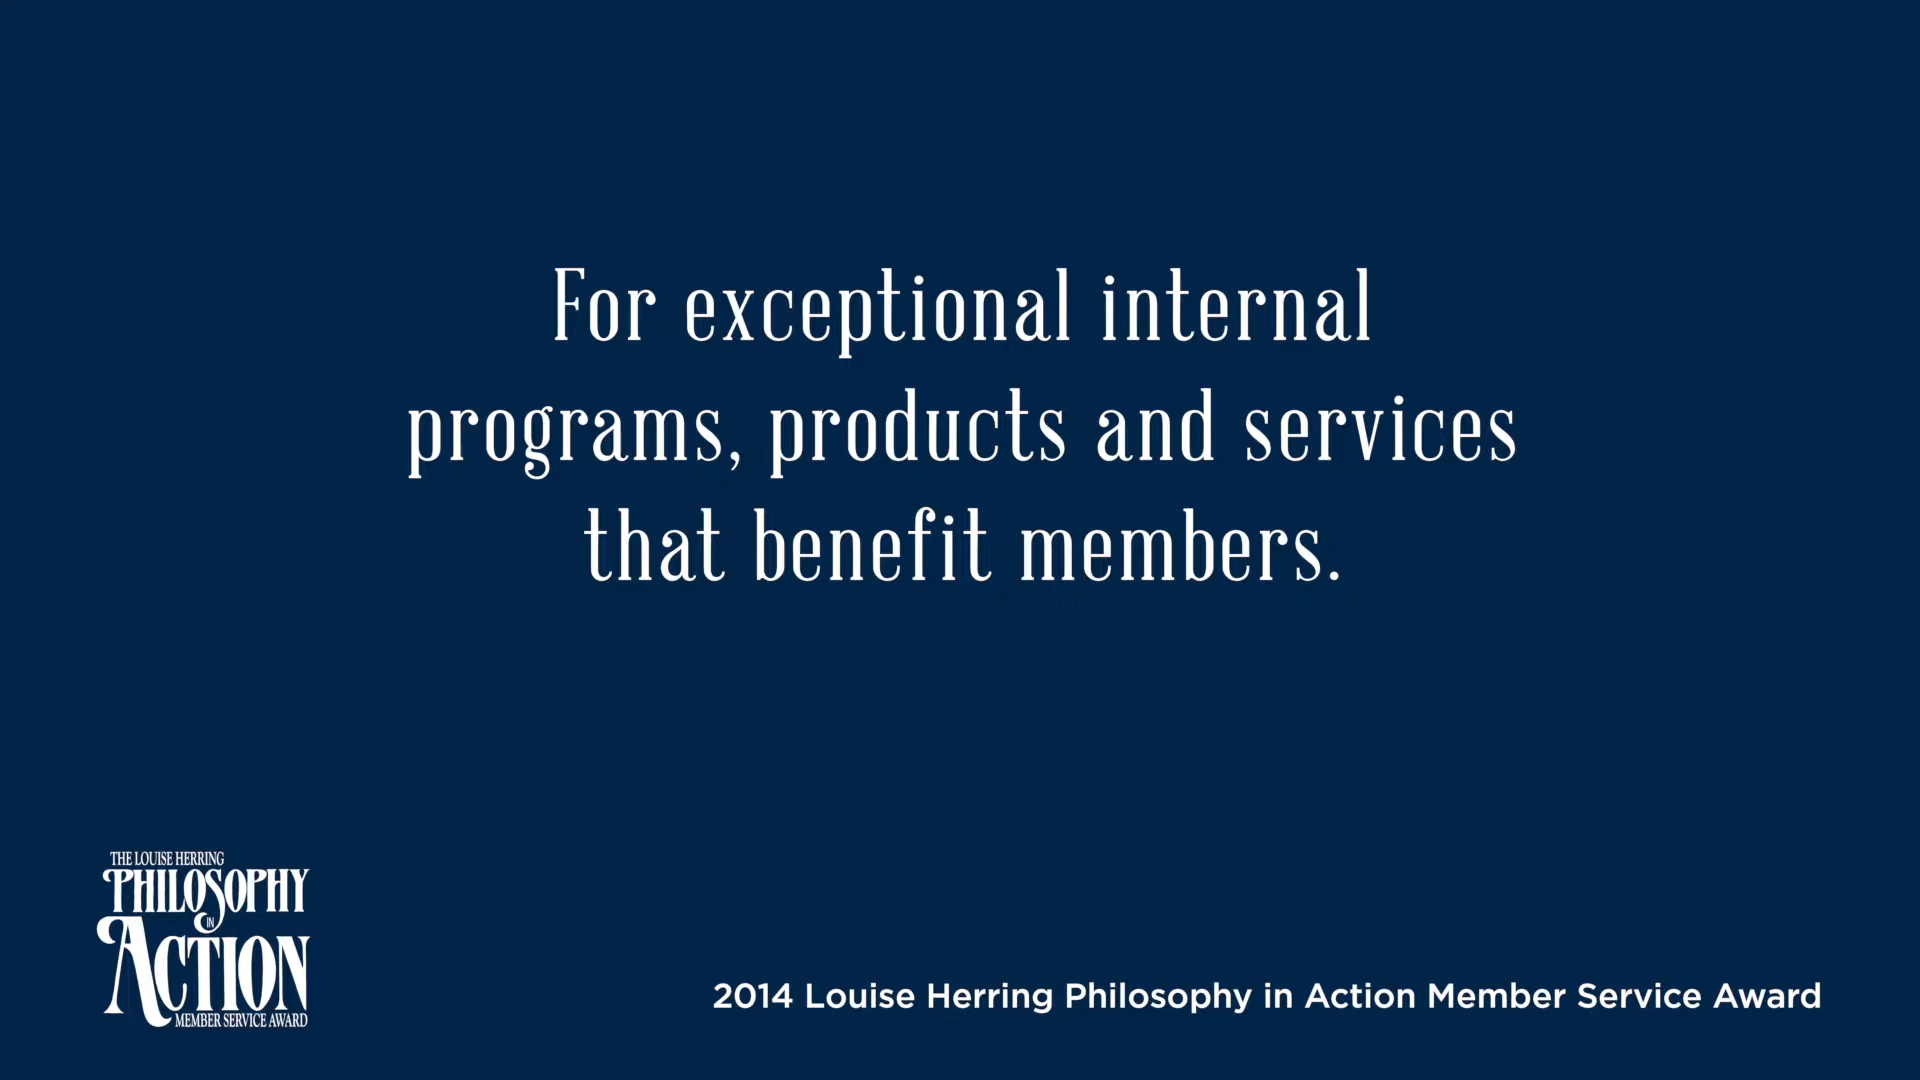 For exceptional internal
programs, products and services
that benefit members.
THE LOUISE HERRING
PHILOSOPHY
IN
ACTION
MEMBER SERVICE AWARD
2014 Louise Herring Philosophy in Action Member Service Award